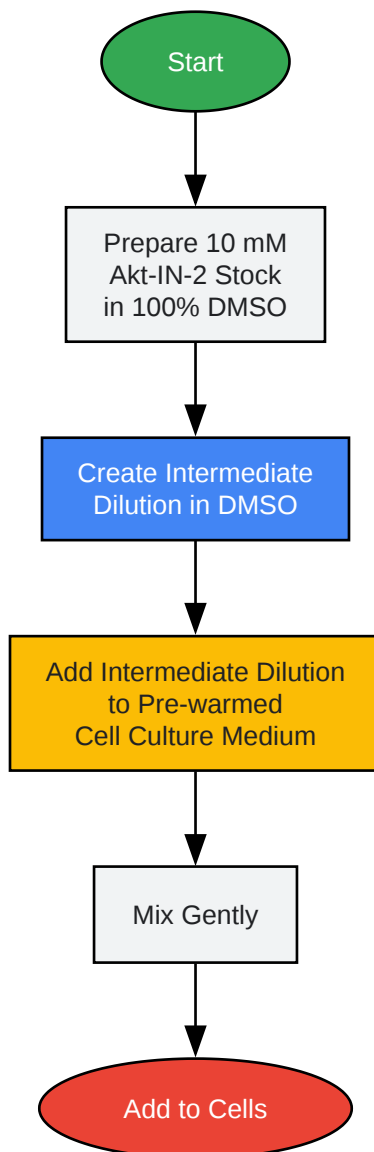 Start
Prepare 10 mM
Akt-IN-2 Stock
in 100% DMSO
Create Intermediate
Dilution in DMSO
Add Intermediate Dilution
to Pre-warmed
Cell Culture Medium
Mix Gently
Add to Cells